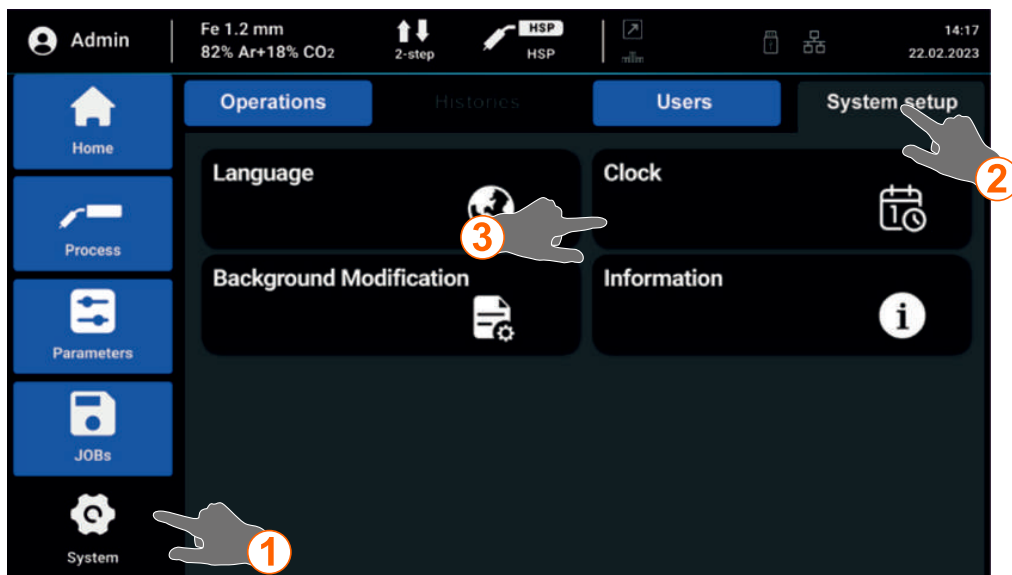 Admin
Fe 1.2 mm
82% Ar+18% CO2
2-step
HSP
HSP
14:17
22.02.2023
Home
Process
Parameters
JOBs
System
Operations
Histories
Users
System setup
Language
Clock
Background Modification
Information
1
2
3